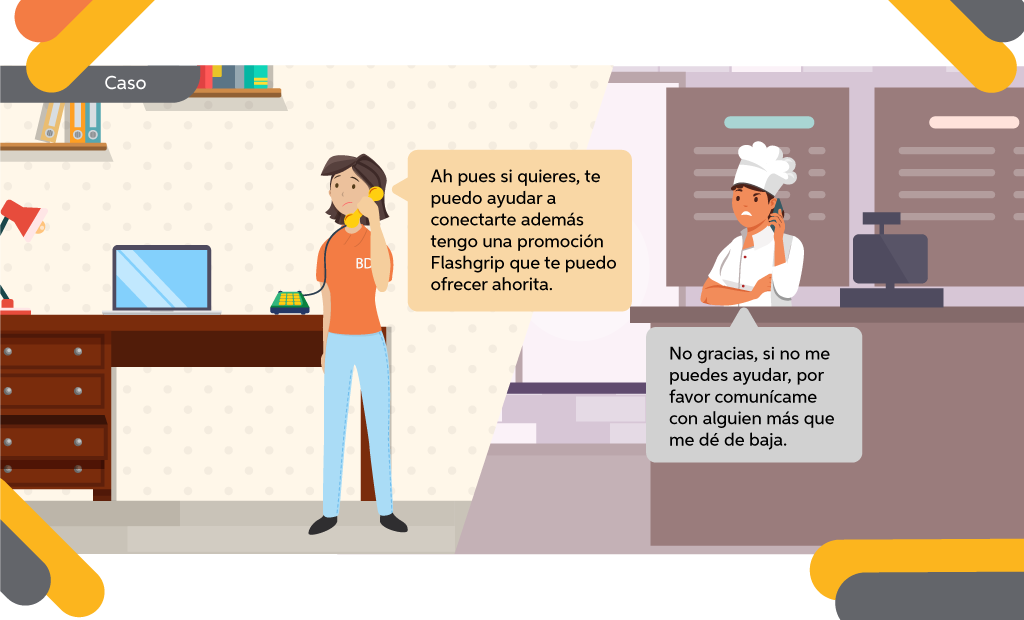 Caso
Ah pues si quieres, te
puedo ayudar a
conectarte además
tengo una promoción
Flashgrip que te puedo
ofrecer ahorita.
BD
No gracias, si no me
puedes ayudar, por
favor comunícame
con alguien más que
me dé de baja.